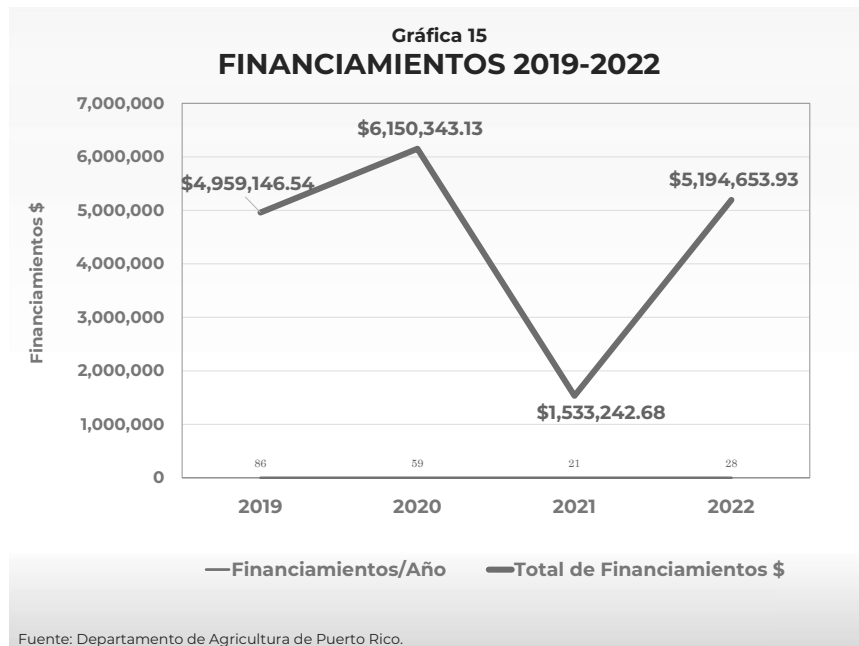 Gráfica 15
FINANCIAMIENTOS 2019-2022
7,000,000
$6,150,343.13
6,000,000
$4,959,146.54
$5,194,653.93
5,000,000
4,000,000
Financiamientos $
3,000,000
2,000,000
$1,533,242.68
1,000,000
86 59 21 28
0
2019 2020 2021 2022
Financiamientos/Año Total de Financiamientos $
Fuente: Departamento de Agricultura de Puerto Rico.